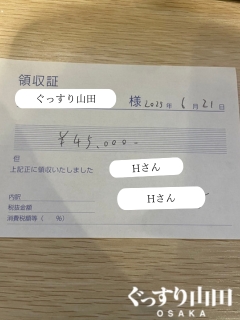 領収証
ぐっすり山田 様 2023年 6月 21日
¥45,000-
但
上記正に領収いたしました Hさん
Hさん
内訳
税抜金額
消費税額等( %)
ぐっすり山田
OSAKA